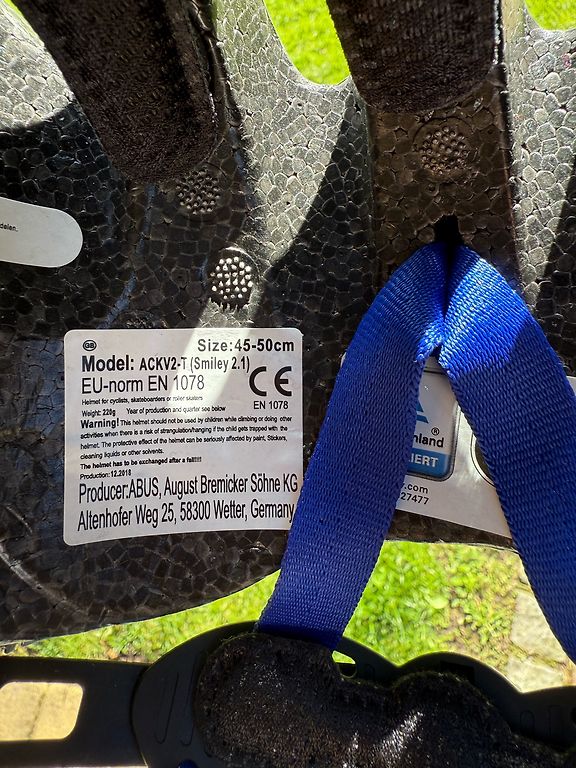 delen.
GB
Size:45-50cm
Model: ACKV2-T (Smiley 2.1)
EU-norm EN 1078
CE
EN 1078
Helmet for cyclists, skateboarders or roller skaters
Weight: 220g Year of production and quarter see below
Warning! This helmet should not be used by children while climbing or doing other
activities when there is a risk of strangulation/hanging if the child gets trapped with the
helmet. The protective effect of the helmet can be seriously affected by paint, Stickers,
cleaning liquids or other solvents.
The helmet has to be exchanged after a fall!!!!
Production:12.2018
Producer:ABUS, August Bremicker Söhne KG
Altenhofer Weg 25, 58300 Wetter, Germany
nland
IERT
.com
27477